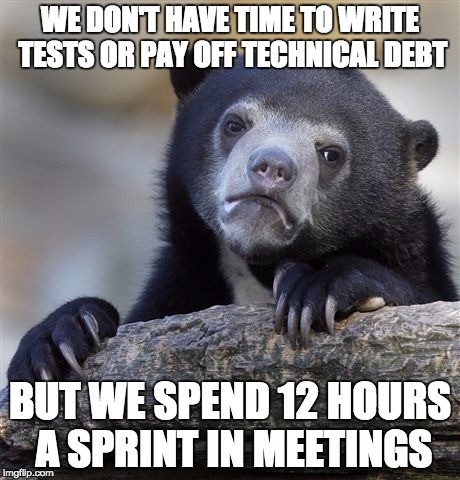 WE DON'T HAVE TIME TO WRITE
TESTS OR PAY OFF TECHNICAL DEBT
BUT WE SPEND 12 HOURS
A SPRINT IN MEETINGS
imgflip.com